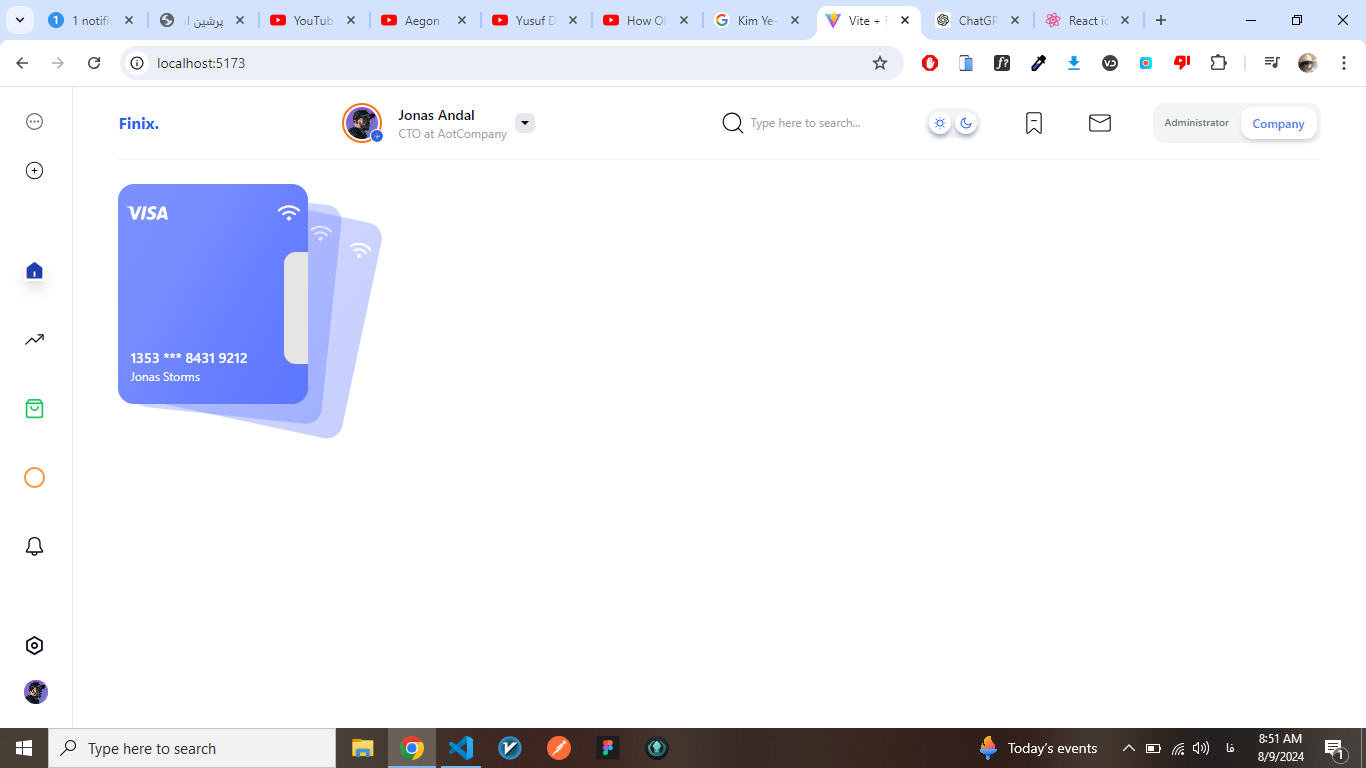 1 notific
پرشین ا
YouTub
Aegon
Yusuf D
How Ol
Kim Ye-
Vite +
ChatGP
React ic
localhost:5173
Finix.
Jonas Andal
CTO at AotCompany
Type here to search...
Administrator
Company
VISA
1353 *** 8431 9212
Jonas Storms
Type here to search
Today's events
فا
8:51 AM
8/9/2024
1